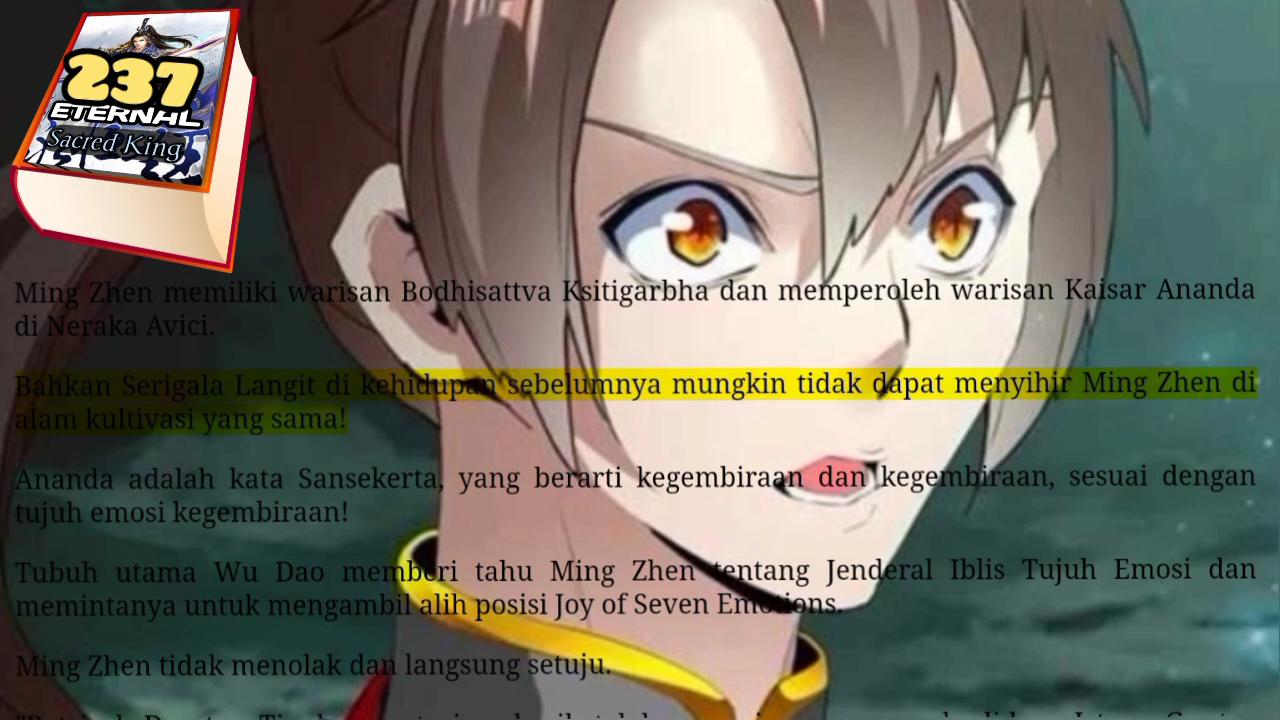 237
ETERNAL
Sacred King
Ming Zhen memiliki warisan Bodhisattva Ksitigarbha dan memperoleh warisan Kaisar Ananda
di Neraka Avici.
Bahkan Serigala Langit di kehidupan sebelumnya mungkin tidak dapat menyihir Ming Zhen di
alam kultivasi yang sama!
Ananda adalah kata Sansekerta, yang berarti kegembiraan dan kegembiraan, sesuai dengan
tujuh emosi kegembiraan!
Tubuh utama Wu Dao memberi tahu Ming Zhen tentang Jenderal Iblis Tujuh Emosi dan
memintanya untuk mengambil alih posisi Joy of Seven Emotions.
Ming Zhen tidak menolak dan langsung setuju.